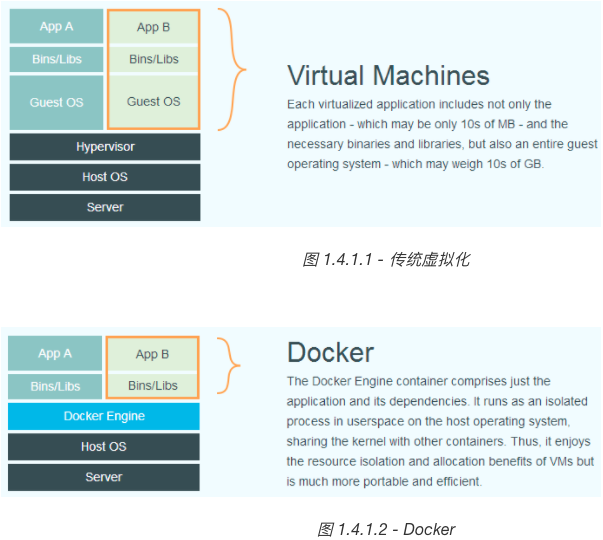 App A
App B
Bins/Libs
Bins/Libs
Guest OS
Guest OS
Hypervisor
Host OS
Server
Virtual Machines
Each virtualized application includes not only the
application - which may be only 10s of MB - and the
necessary binaries and libraries, but also an entire guest
operating system - which may weigh 10s of GB.
图 1.4.1.1 - 传统虚拟化
App A
App B
Bins/Libs
Bins/Libs
Docker Engine
Host OS
Server
Docker
The Docker Engine container comprises just the
application and its dependencies. It runs as an isolated
process in userspace on the host operating system,
sharing the kernel with other containers. Thus, it enjoys
the resource isolation and allocation benefits of VMs but
is much more portable and efficient.
图 1.4.1.2 - Docker